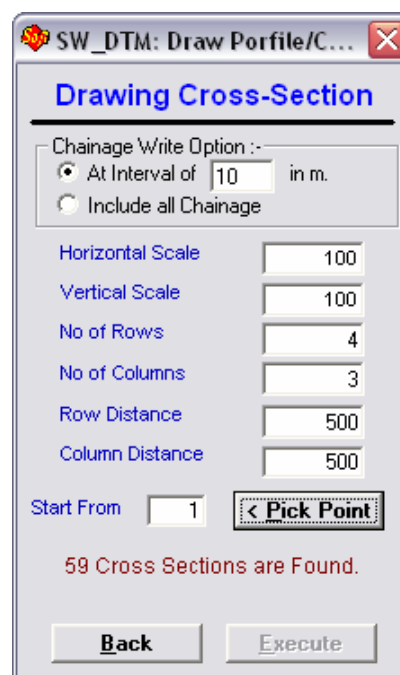 SW_DTM: Draw Porfile/C...
Drawing Cross-Section
Chainage Write Option :-
At Interval of 10 in m.
Include all Chainage
Horizontal Scale 100
Vertical Scale 100
No of Rows 4
No of Columns 3
Row Distance 500
Column Distance 500
Start From 1 < Pick Point
59 Cross Sections are Found.
Back Execute